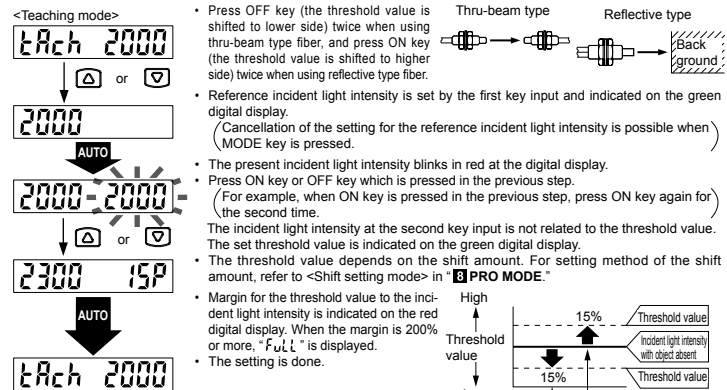 <Teaching mode>
tAch 2000
or
2000
AUTO
2000 2000
or
2300 15P
AUTO
tAch 2000
• Press OFF key (the threshold value is
shifted to lower side) twice when using
thru-beam type fiber, and press ON key
(the threshold value is shifted to higher
side) twice when using reflective type fiber.
Thru-beam type
Reflective type
Back
ground
• Reference incident light intensity is set by the first key input and indicated on the green
digital display.
(Cancellation of the setting for the reference incident light intensity is possible when
MODE key is pressed.)
• The present incident light intensity blinks in red at the digital display.
• Press ON key or OFF key which is pressed in the previous step.
(For example, when ON key is pressed in the previous step, press ON key again for
the second time.)
The incident light intensity at the second key input is not related to the threshold value.
The set threshold value is indicated on the green digital display.
• The threshold value depends on the shift amount. For setting method of the shift
amount, refer to <Shift setting mode> in “ 8 PRO MODE.”
• Margin for the threshold value to the inci-
dent light intensity is indicated on the red
digital display. When the margin is 200%
or more, “ FuLL ” is displayed.
• The setting is done.
High
Threshold
value
15%
Threshold value
Incident light intensity
with object absent
15%
Threshold value